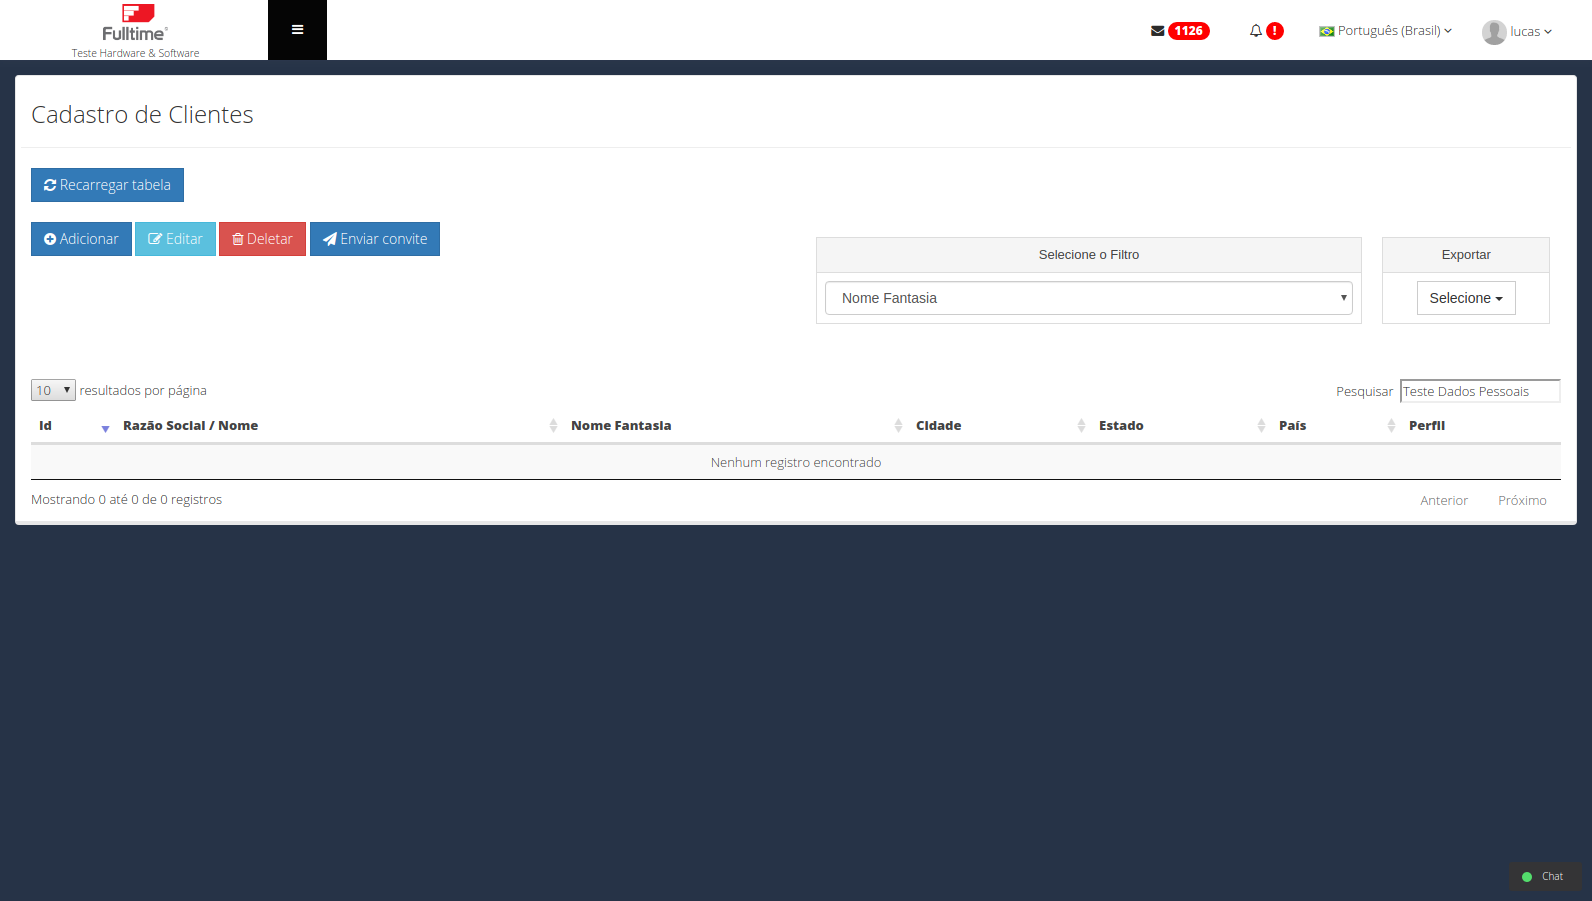 Fulltime®
Teste Hardware & Software
1126
!
Português (Brasil)
lucas
Cadastro de Clientes
Recarregar tabela
Adicionar
Editar
Deletar
Enviar convite
Selecione o Filtro
Nome Fantasia
Exportar
Selecione
10 resultados por página
Pesquisar Teste Dados Pessoais
Id Razão Social / Nome Nome Fantasia Cidade Estado País Perfil
Nenhum registro encontrado
Mostrando 0 até 0 de 0 registros
Anterior Próximo
Chat